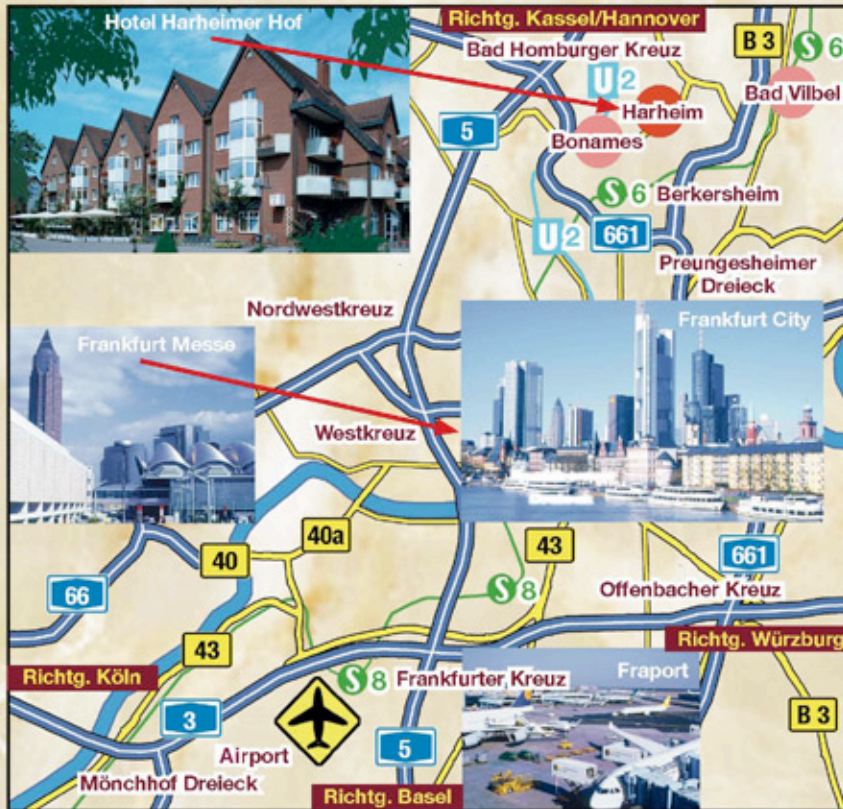 Hotel Harheimer Hof
Richtg. Kassel/Hannover
Bad Homburger Kreuz
B 3
S 6
U 2
Harheim
Bad Vilbel
5
Bonames
S 6 Berkersheim
U 2
661
Preungesheimer
Dreieck
Nordwestkreuz
Frankfurt Messe
Frankfurt City
Westkreuz
40a
43
40
661
66
S 8
Offenbacher Kreuz
43
Richtg. Würzburg
Richtg. Köln
S 8 Frankfurter Kreuz
Fraport
3
B 3
Airport
5
Mönchhof Dreieck
Richtg. Basel